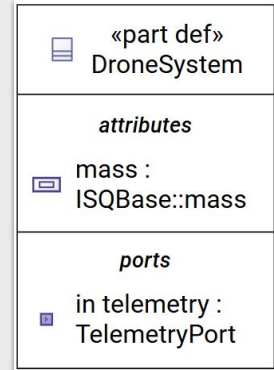 «part def»
DroneSystem
attributes
mass :
ISQBase::mass
ports
in telemetry :
TelemetryPort